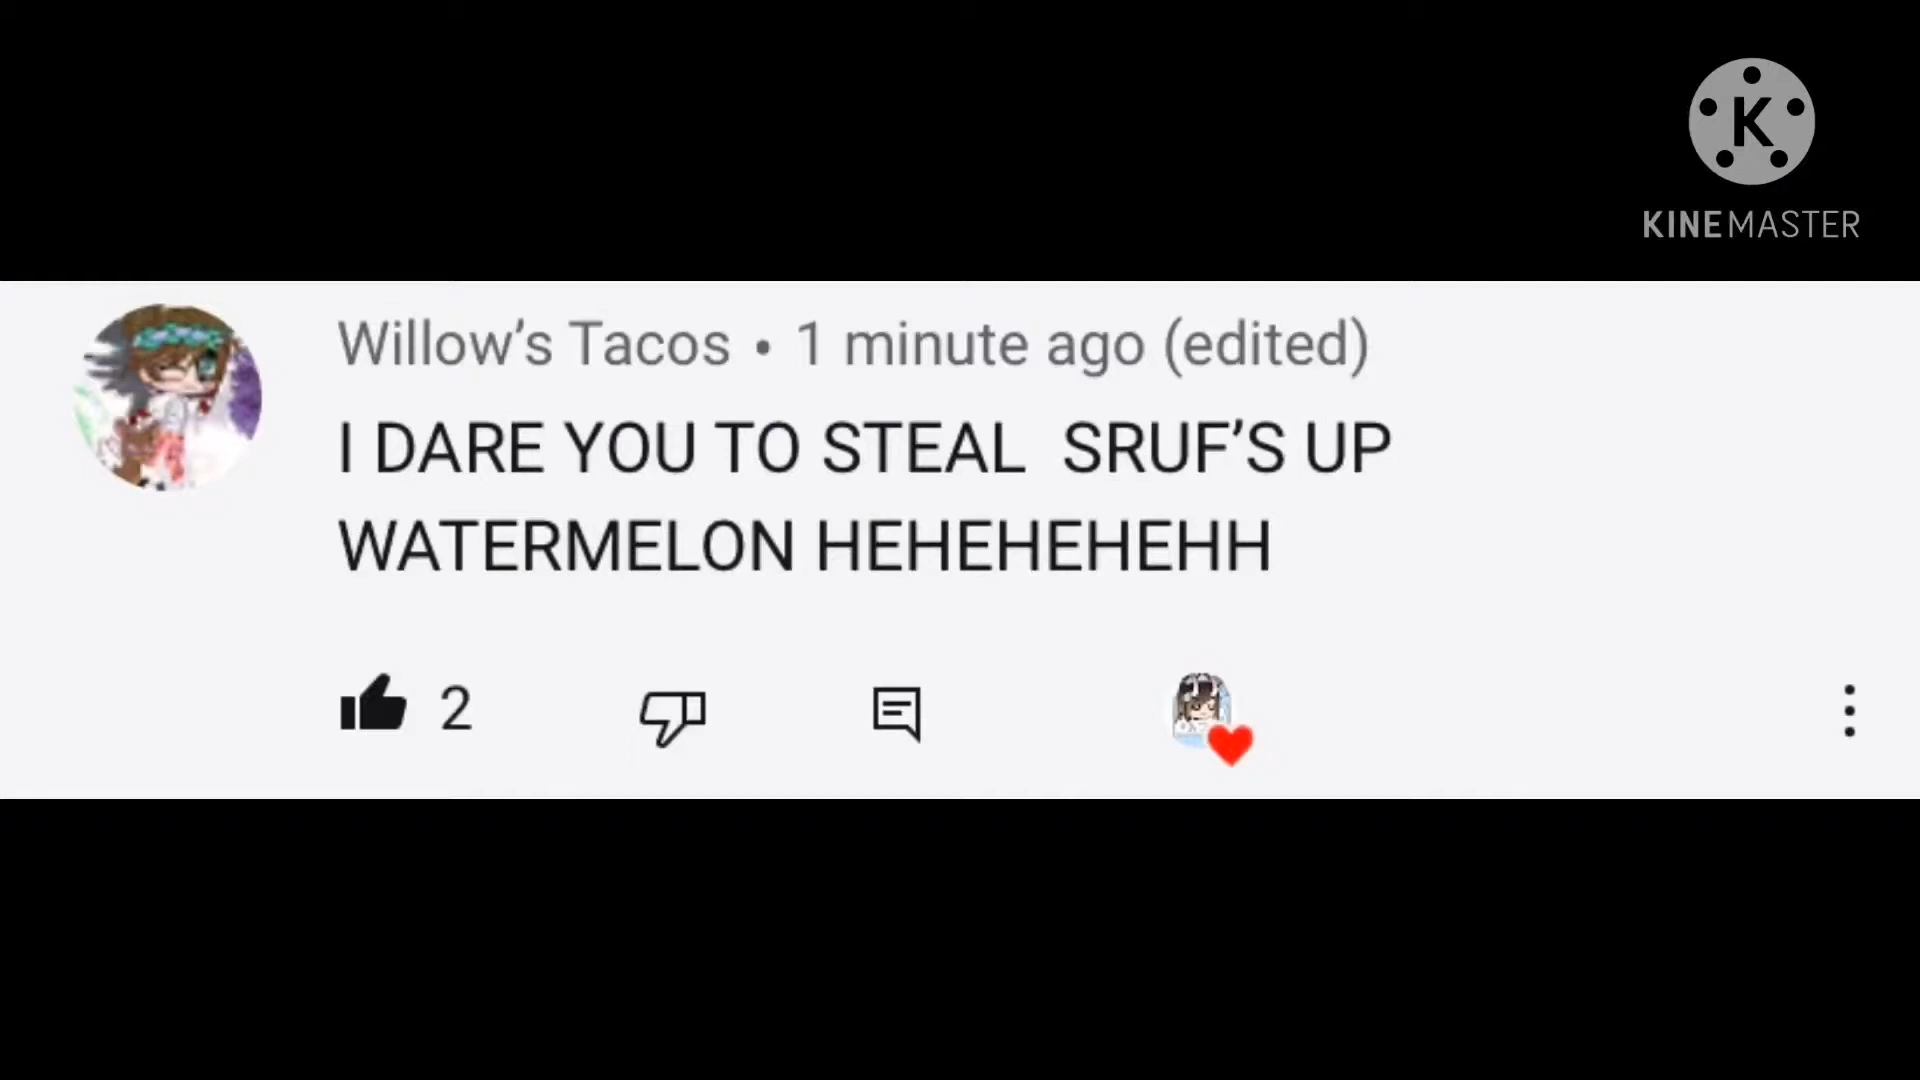 K
KINEMASTER
Willow’s Tacos • 1 minute ago (edited)
I DARE YOU TO STEAL  SRUF’S UP
WATERMELON HEHEHEHEHH
2